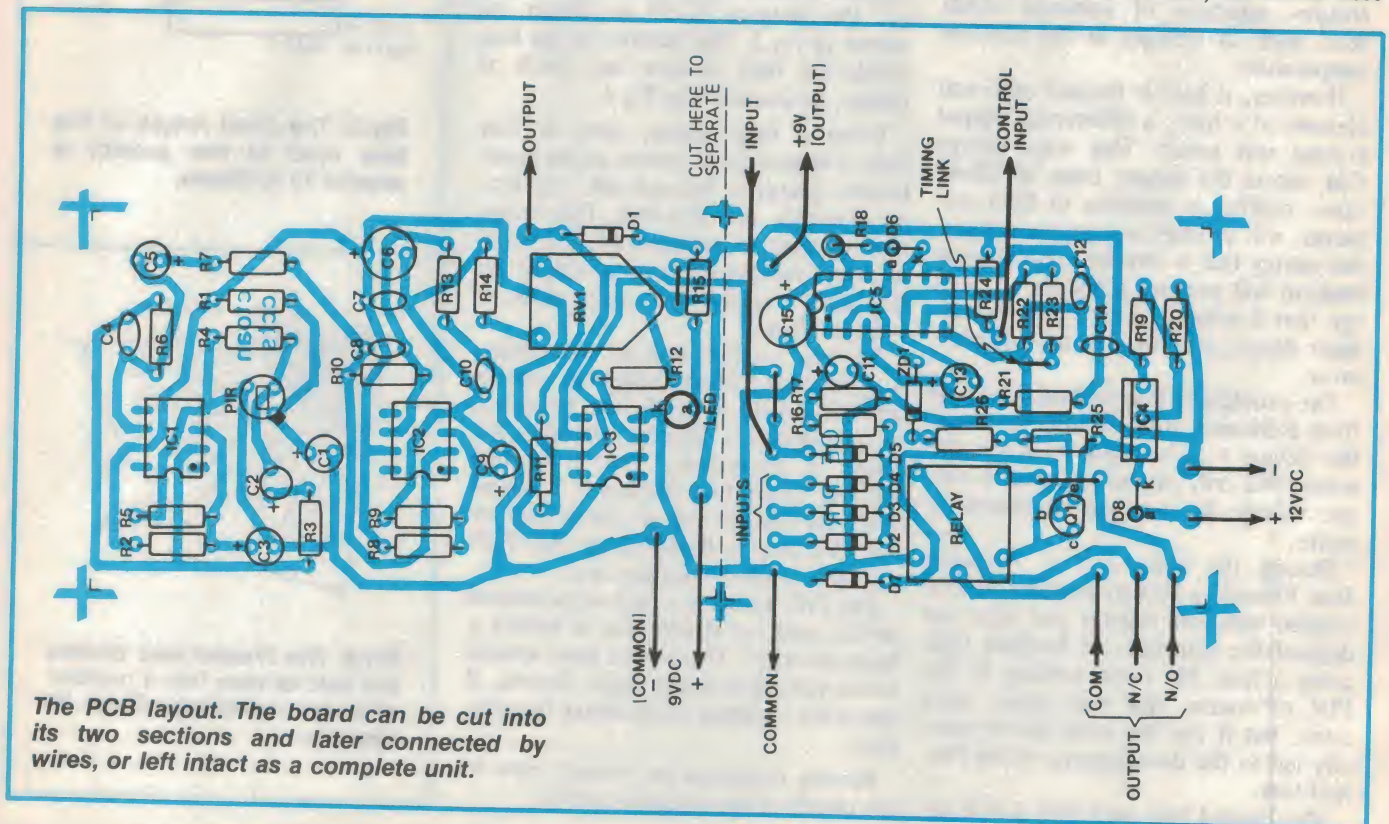 C5
+
R7
C4
R6
R1
R4
PIR
IC1
C2
+
C1
+
R5
R2
C3
+
R3
C6
+
C7
R13
R14
C8
R10
C10
IC2
C9
+
R9
R8
OUTPUT
D1
RV1
R15
R11
IC3
R12
k
a
LED
(COMMON)
-
9VDC
+
CUT HERE TO
SEPARATE
INPUT
+9V
(OUTPUT)
COMMON
INPUTS
C15
+
R18
D6
a
k
IC5
TIMING
LINK
CONTROL
INPUT
R16
R17
C11
+
ZD1
C13
+
R24
R22
R23
C12
C14
R19
R20
D5
D4
D3
D2
D7
R26
R21
R25
RELAY
IC4
Q1
b
c
e
D8
k
a
-
+
12VDC
COM
N/C
N/O
OUTPUT
The PCB layout. The board can be cut into
its two sections and later connected by
wires, or left intact as a complete unit.